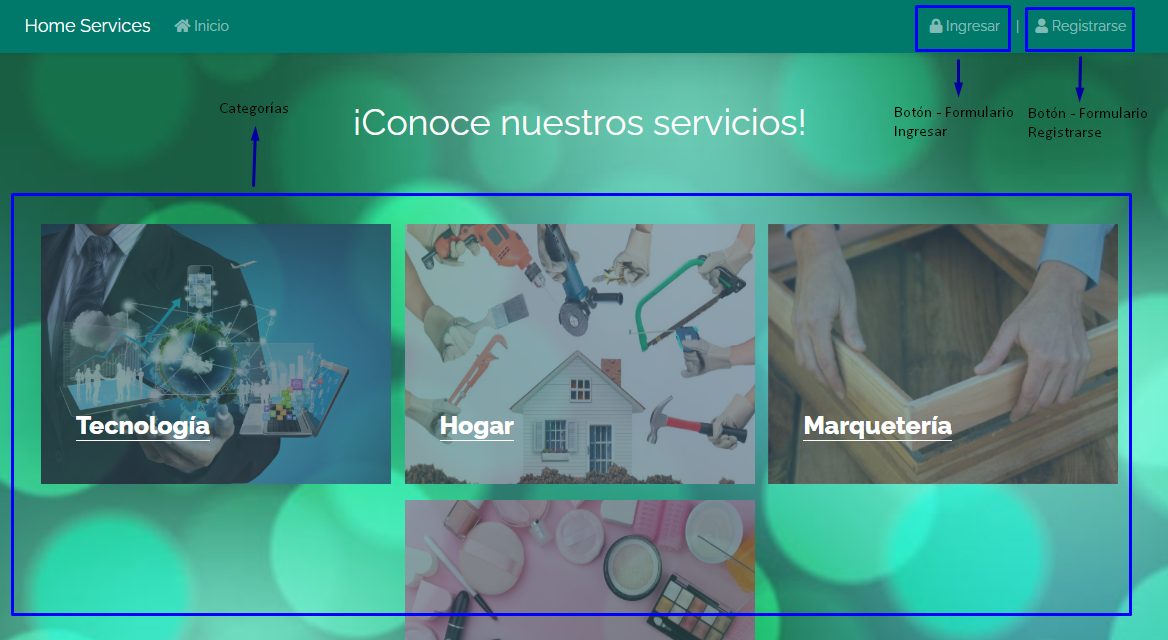 Home Services Inicio Ingresar | Registrarse
Categorías
¡Conoce nuestros servicios!
Botón - Formulario
Ingresar
Botón - Formulario
Registrarse
Tecnología
Hogar
Marquetería